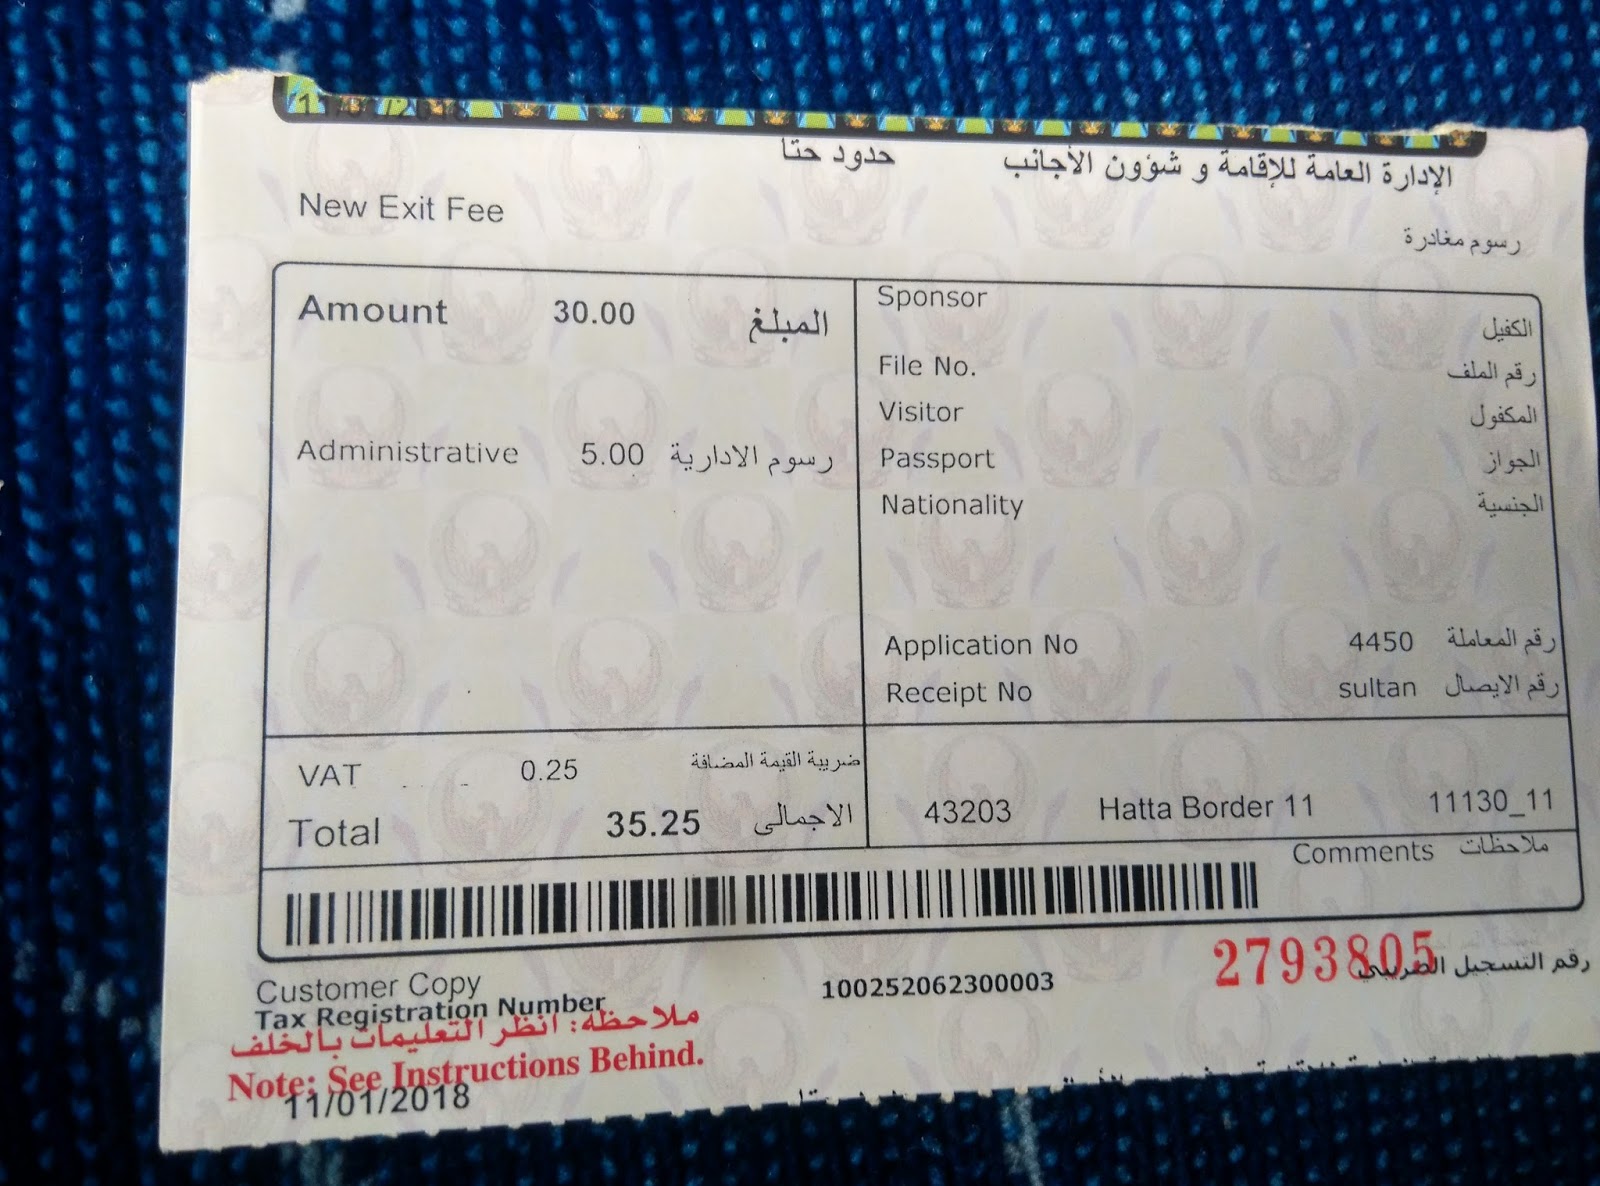 حدود حتا الإدارة العامة للإقامة و شؤون الأجانب
New Exit Fee رسوم مغادرة
Amount 30.00 المبلغ
Administrative 5.00 رسوم الادارية
Sponsor الكفيل
File No. رقم الملف
Visitor المكفول
Passport الجواز
Nationality الجنسية
Application No 4450 رقم المعاملة
Receipt No sultan رقم الايصال
VAT 0.25 ضريبة القيمة المضافة
Total 35.25 الاجمالى
43203 Hatta Border 11 11130_11
Comments ملاحظات
2793805
Customer Copy
Tax Registration Number 100252062300003 رقم التسجيل الضريبي
ملاحظة: انظر التعليمات بالخلف
Note: See Instructions Behind.
11/01/2018